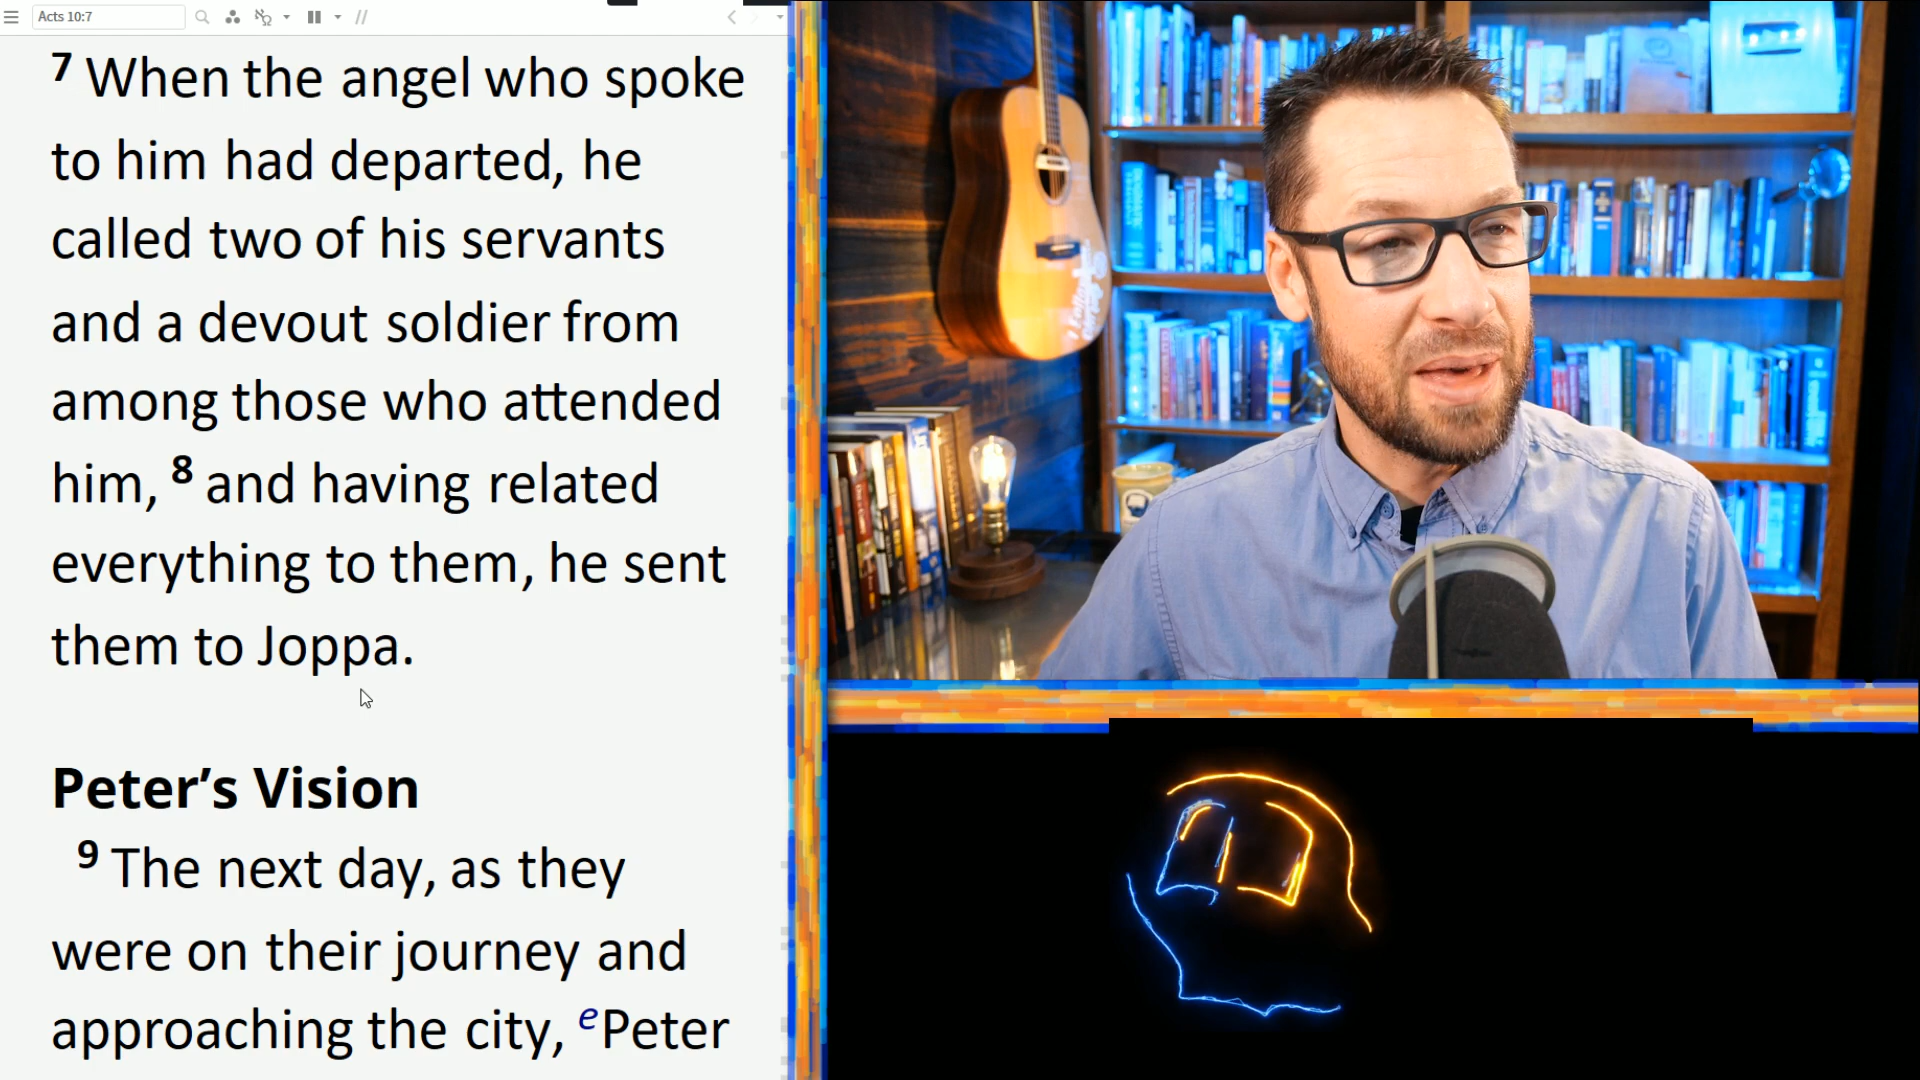 Acts 10:7
7 When the angel who spoke
to him had departed, he
called two of his servants
and a devout soldier from
among those who attended
him, 8 and having related
everything to them, he sent
them to Joppa.
Peter’s Vision
9 The next day, as they
were on their journey and
approaching the city, e Peter